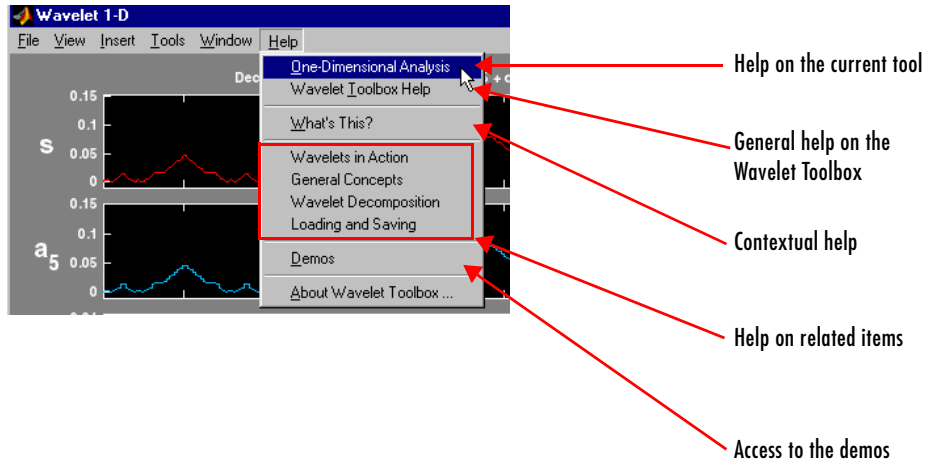 Wavelet 1-D
File View Insert Tools Window Help
One-Dimensional Analysis
Wavelet Toolbox Help
What's This?
Wavelets in Action
General Concepts
Wavelet Decomposition
Loading and Saving
Demos
About Wavelet Toolbox ...
Dec
s
0.15
0.1
0.05
0
a5
0.15
0.1
0.05
0
Help on the current tool
General help on the
Wavelet Toolbox
Contextual help
Help on related items
Access to the demos